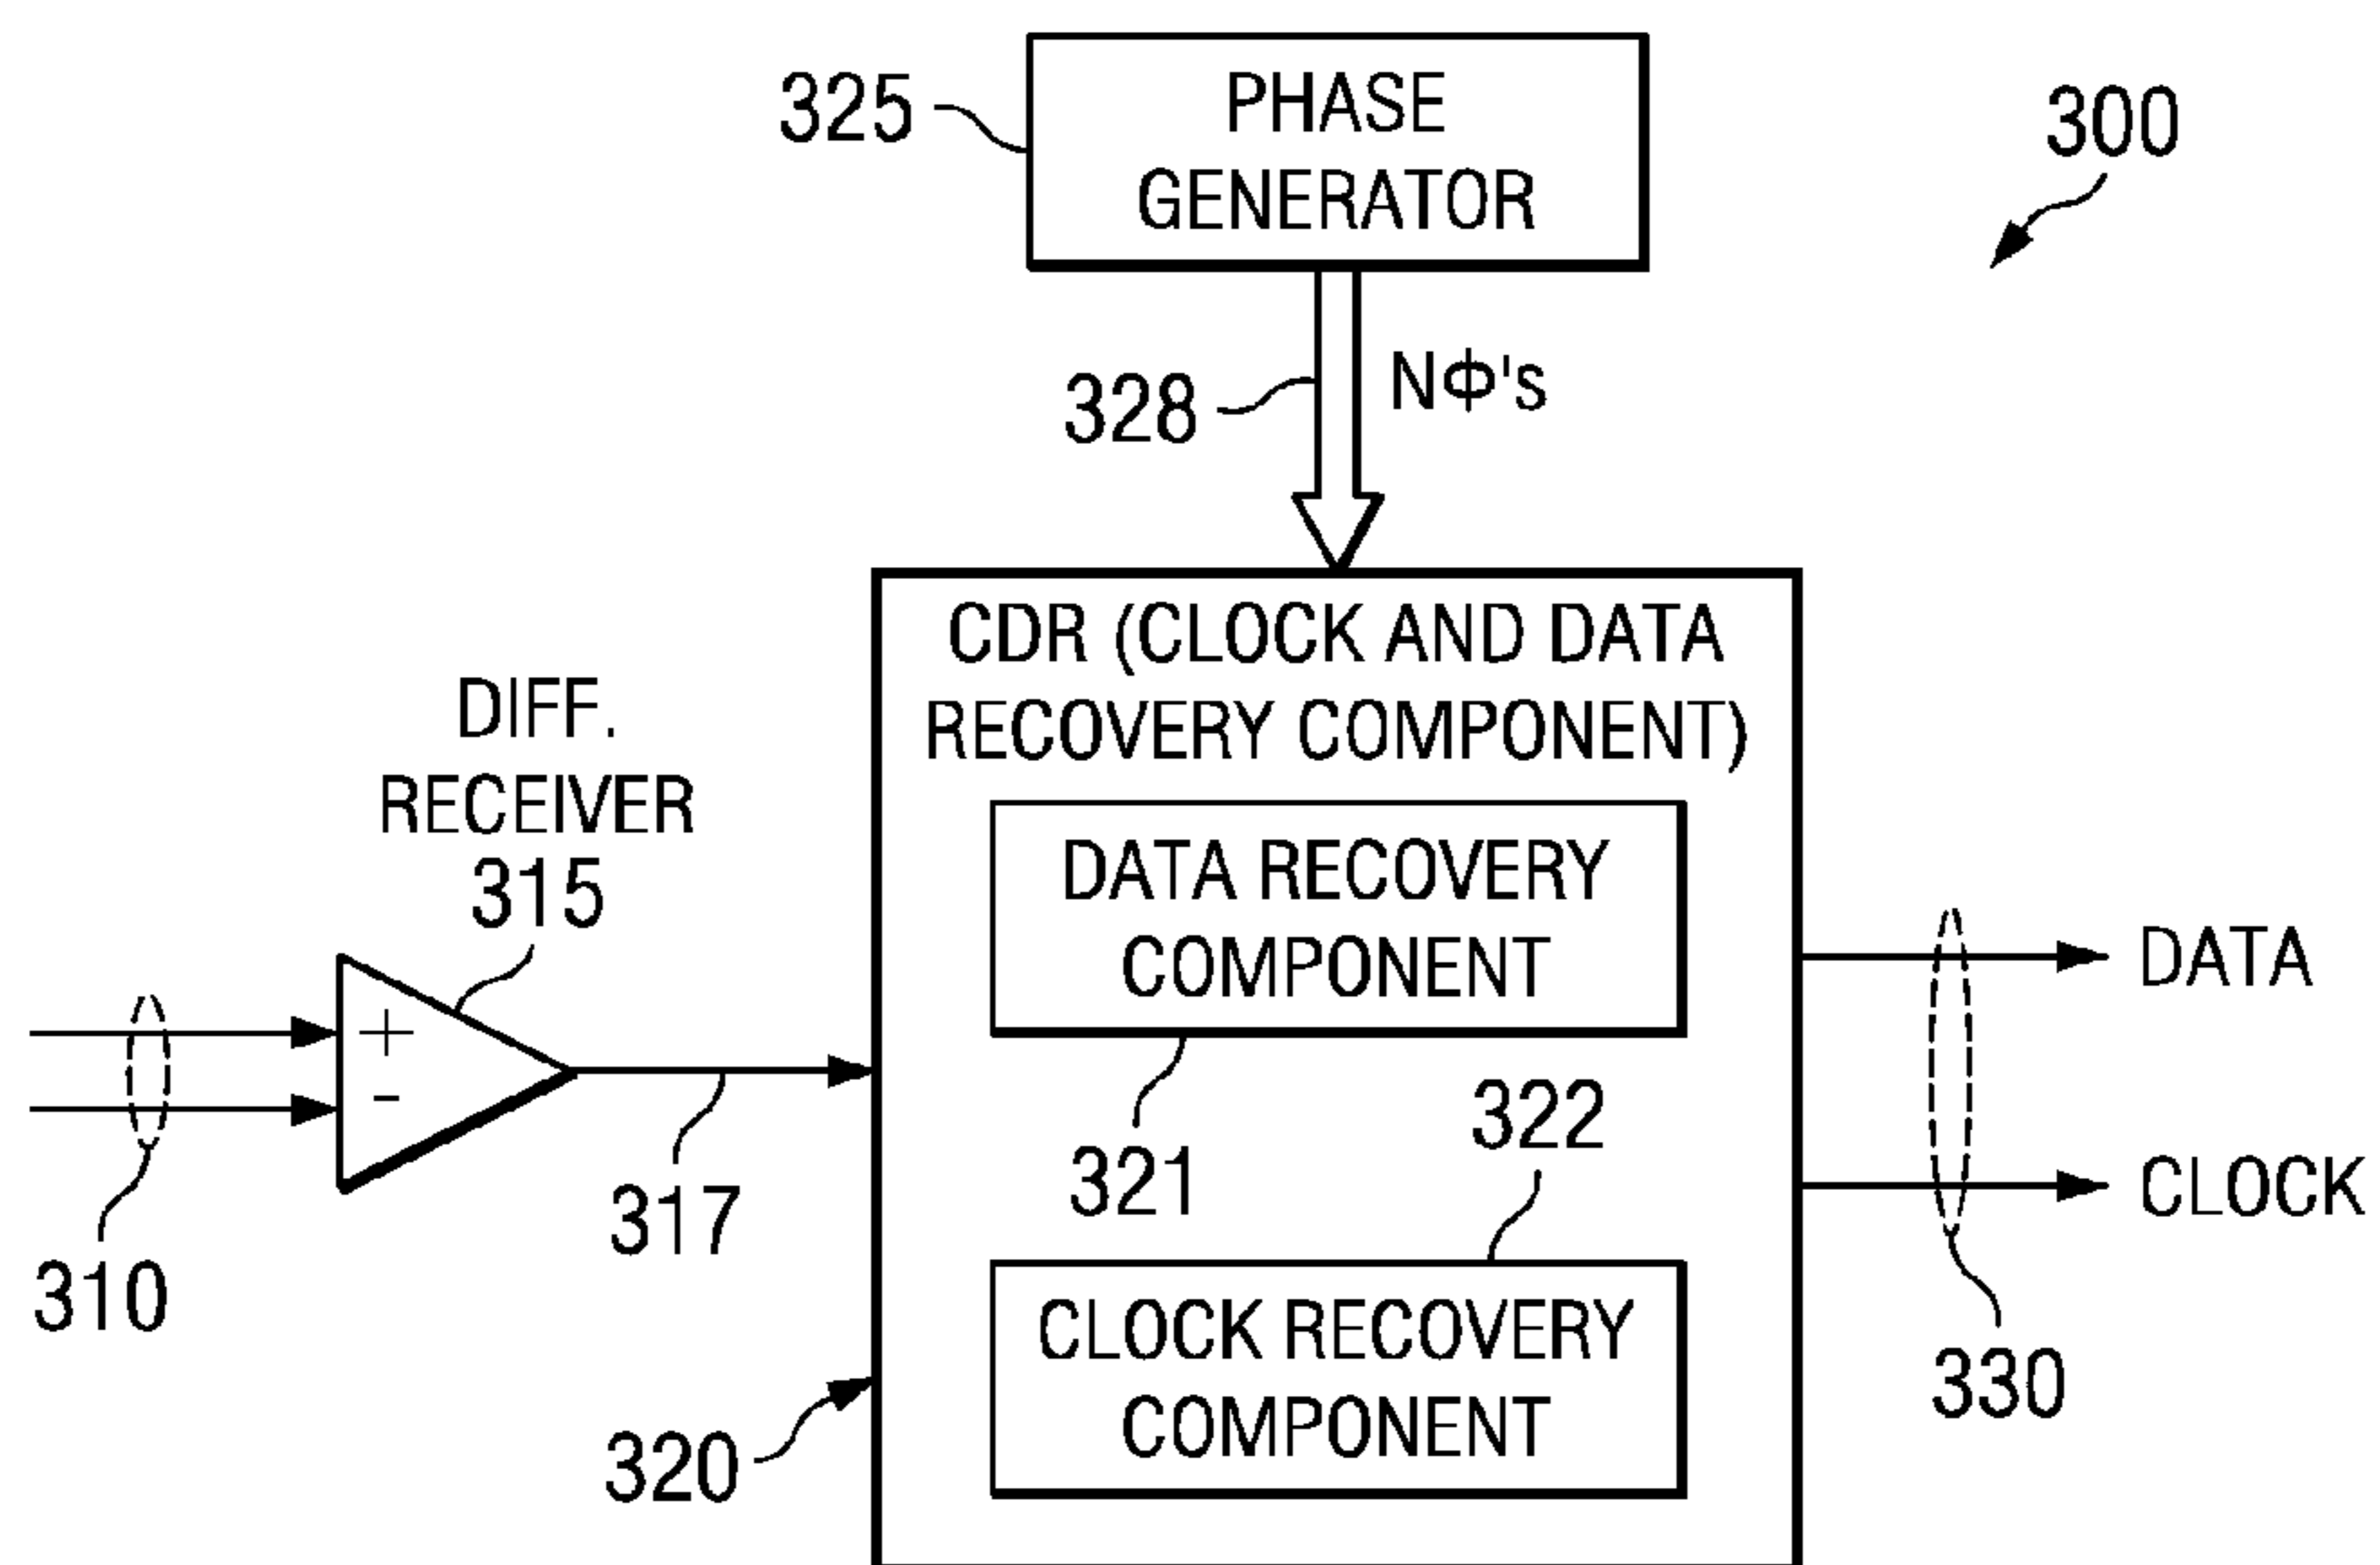 325
PHASE
GENERATOR
300
328
NΦ'S
CDR (CLOCK AND DATA
RECOVERY COMPONENT)
DIFF.
RECEIVER
315
DATA RECOVERY
COMPONENT
+
-
317
310
321
322
CLOCK RECOVERY
COMPONENT
320
DATA
CLOCK
330